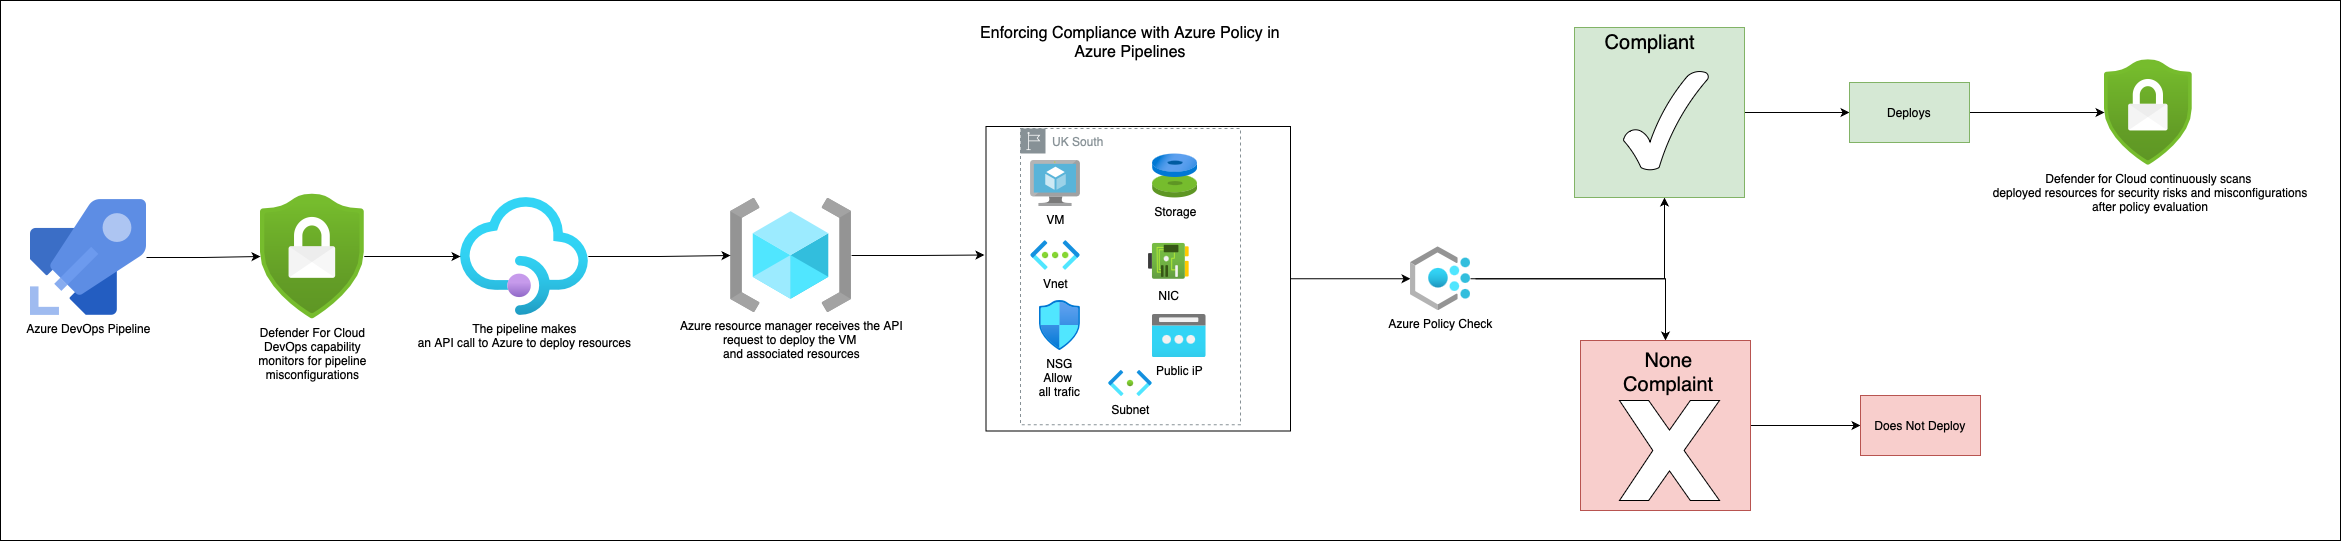 Enforcing Compliance with Azure Policy in
Azure Pipelines
Azure DevOps Pipeline
Defender For Cloud
DevOps capability
monitors for pipeline
misconfigurations
The pipeline makes
an API call to Azure to deploy resources
Azure resource manager receives the API
request to deploy the VM
and associated resources
UK South
VM
Storage
Vnet
NIC
NSG
Allow
all trafic
Public iP
Subnet
Azure Policy Check
Compliant
Deploys
Defender for Cloud continuously scans
deployed resources for security risks and misconfigurations
after policy evaluation
None
Complaint
X
Does Not Deploy